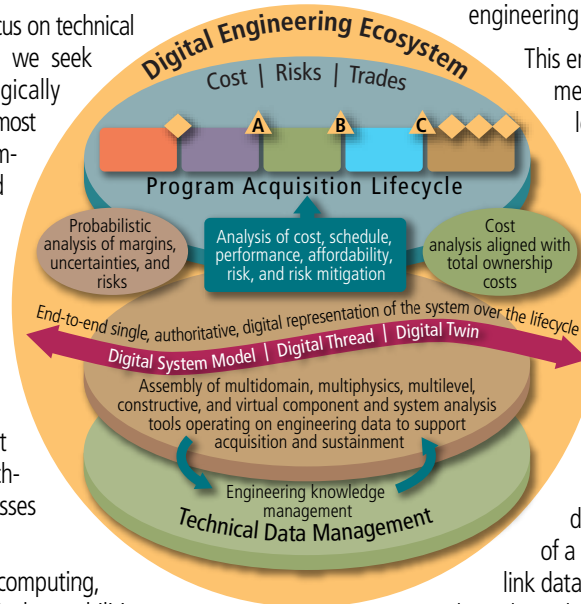 cus on technical
we seek
gically
most
m-
d
t
th-
sses
computing,
engineering
This en
me
le
d
of a
link data
Digital Engineering Ecosystem
Cost | Risks | Trades
A B C
Program Acquisition Lifecycle
Probabilistic
analysis of margins,
uncertainties, and
risks
Analysis of cost, schedule,
performance, affordability,
risk, and risk mitigation
Cost
analysis aligned with
total ownership
costs
End-to-end single, authoritative, digital representation of the system over the lifecycle
Digital System Model | Digital Thread | Digital Twin
Assembly of multidomain, multiphysics, multilevel,
constructive, and virtual component and system analysis
tools operating on engineering data to support
acquisition and sustainment
Engineering knowledge
management
Technical Data Management